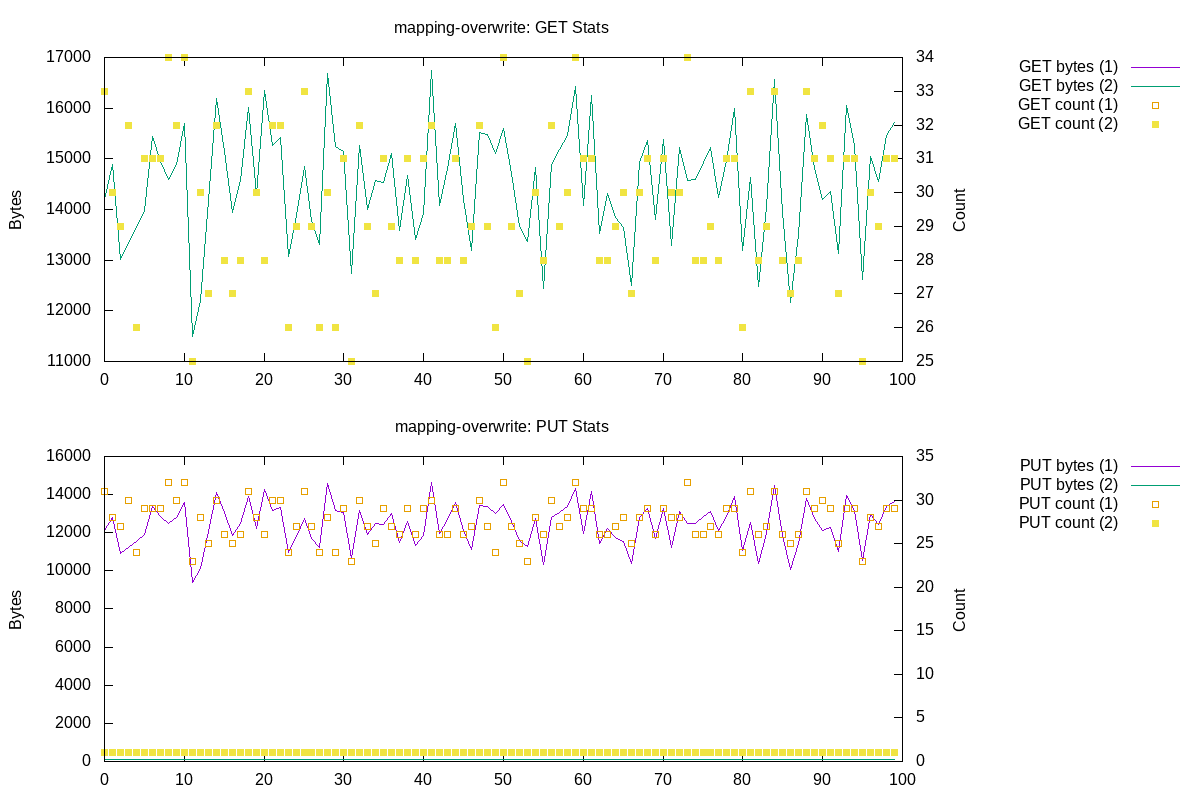 mapping-overwrite: GET Stats
17000
16000
15000
14000
13000
12000
11000
Bytes
0 10 20 30 40 50 60 70 80 90 100
34
33
32
31
30
29
28
27
26
25
Count
GET bytes (1)
GET bytes (2)
GET count (1)
GET count (2)
mapping-overwrite: PUT Stats
16000
14000
12000
10000
8000
6000
4000
2000
0
Bytes
0 10 20 30 40 50 60 70 80 90 100
35
30
25
20
15
10
5
0
Count
PUT bytes (1)
PUT bytes (2)
PUT count (1)
PUT count (2)